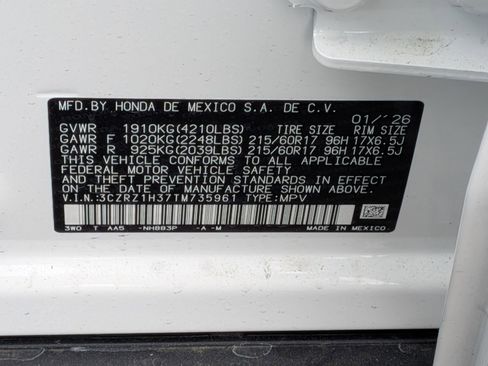 MFD.BY HONDA DE MEXICO S.A. DE C.V.
01/'26
GVWR 1910KG(4210LBS) TIRE SIZE RIM SIZE
GAWR F 1020KG(2248LBS) 215/60R17 96H 17X6.5J
GAWR R 925KG(2039LBS) 215/60R17 96H 17X6.5J
THIS VEHICLE CONFORMS TO ALL APPLICABLE
FEDERAL MOTOR VEHICLE SAFETY STANDARDS IN
EFFECT ON THE DATE OF MANUFACTURE SHOWN ABOVE.
V.I.N.:3CZRZ1H37TM735961 TYPE:MPV
3W0 T AA5 -NH883P -A -M
MADE IN MEXICO